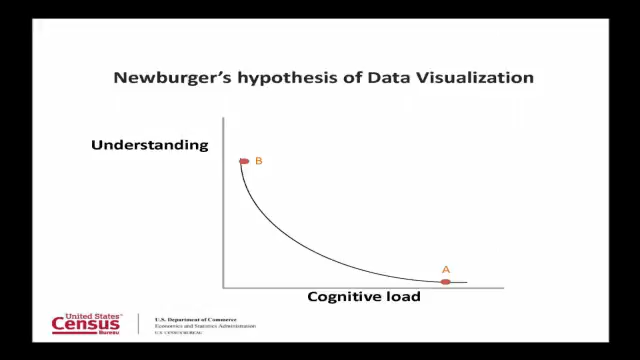 Newburger's hypothesis of Data Visualization
Understanding
B
A
Cognitive load
United States™
Census
Bureau
U.S. Department of Commerce
Economics and Statistics Administration
U.S. CENSUS BUREAU